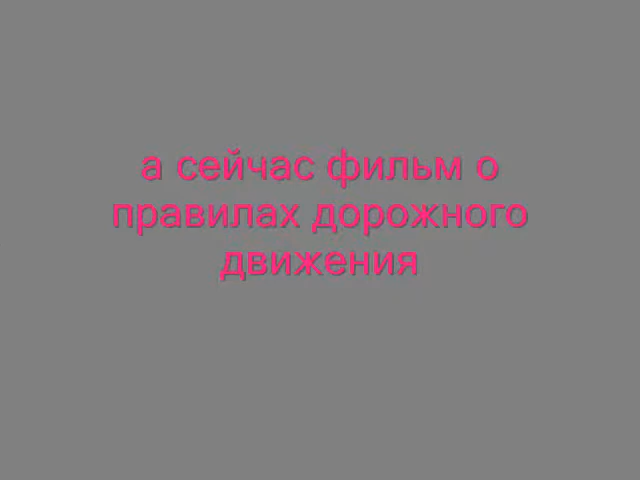 а сейчас фильм о
правилах дорожного
движения